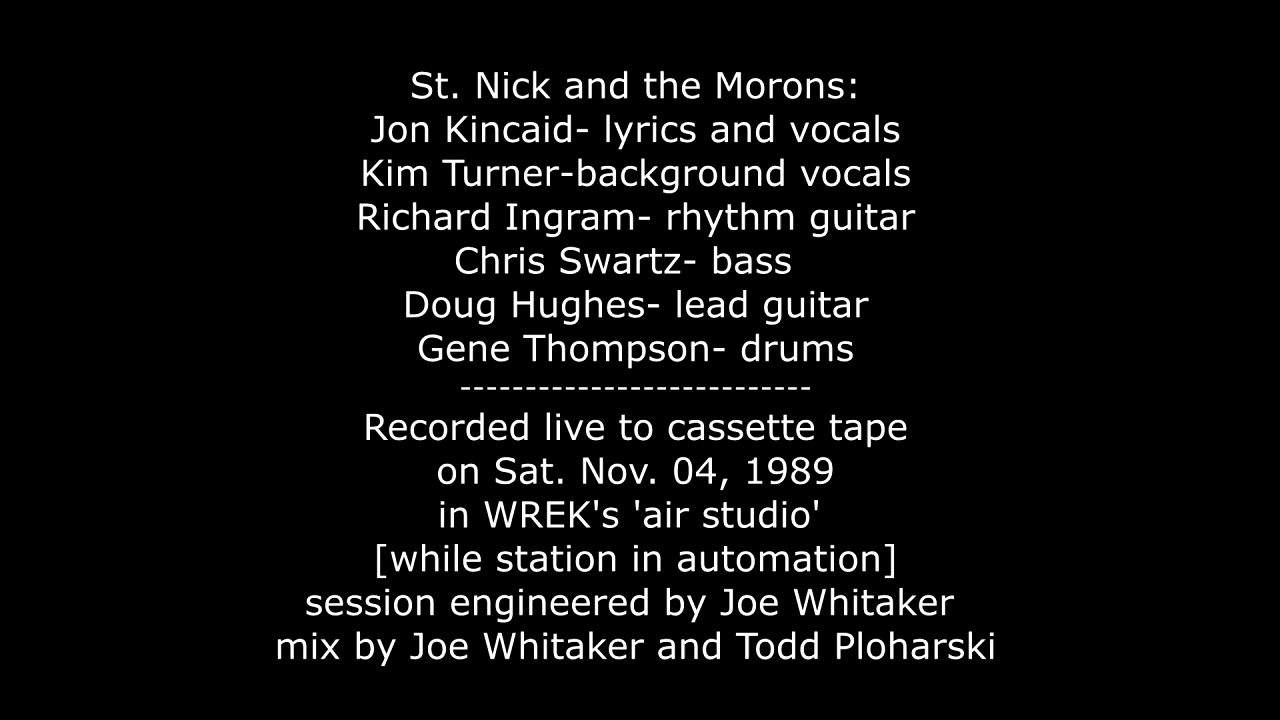 St. Nick and the Morons:
Jon Kincaid- lyrics and vocals
Kim Turner-background vocals
Richard Ingram- rhythm guitar
Chris Swartz- bass
Doug Hughes- lead guitar
Gene Thompson- drums
---------------------------
Recorded live to cassette tape
on Sat. Nov. 04, 1989
in WREK's 'air studio'
[while station in automation]
session engineered by Joe Whitaker
mix by Joe Whitaker and Todd Ploharski